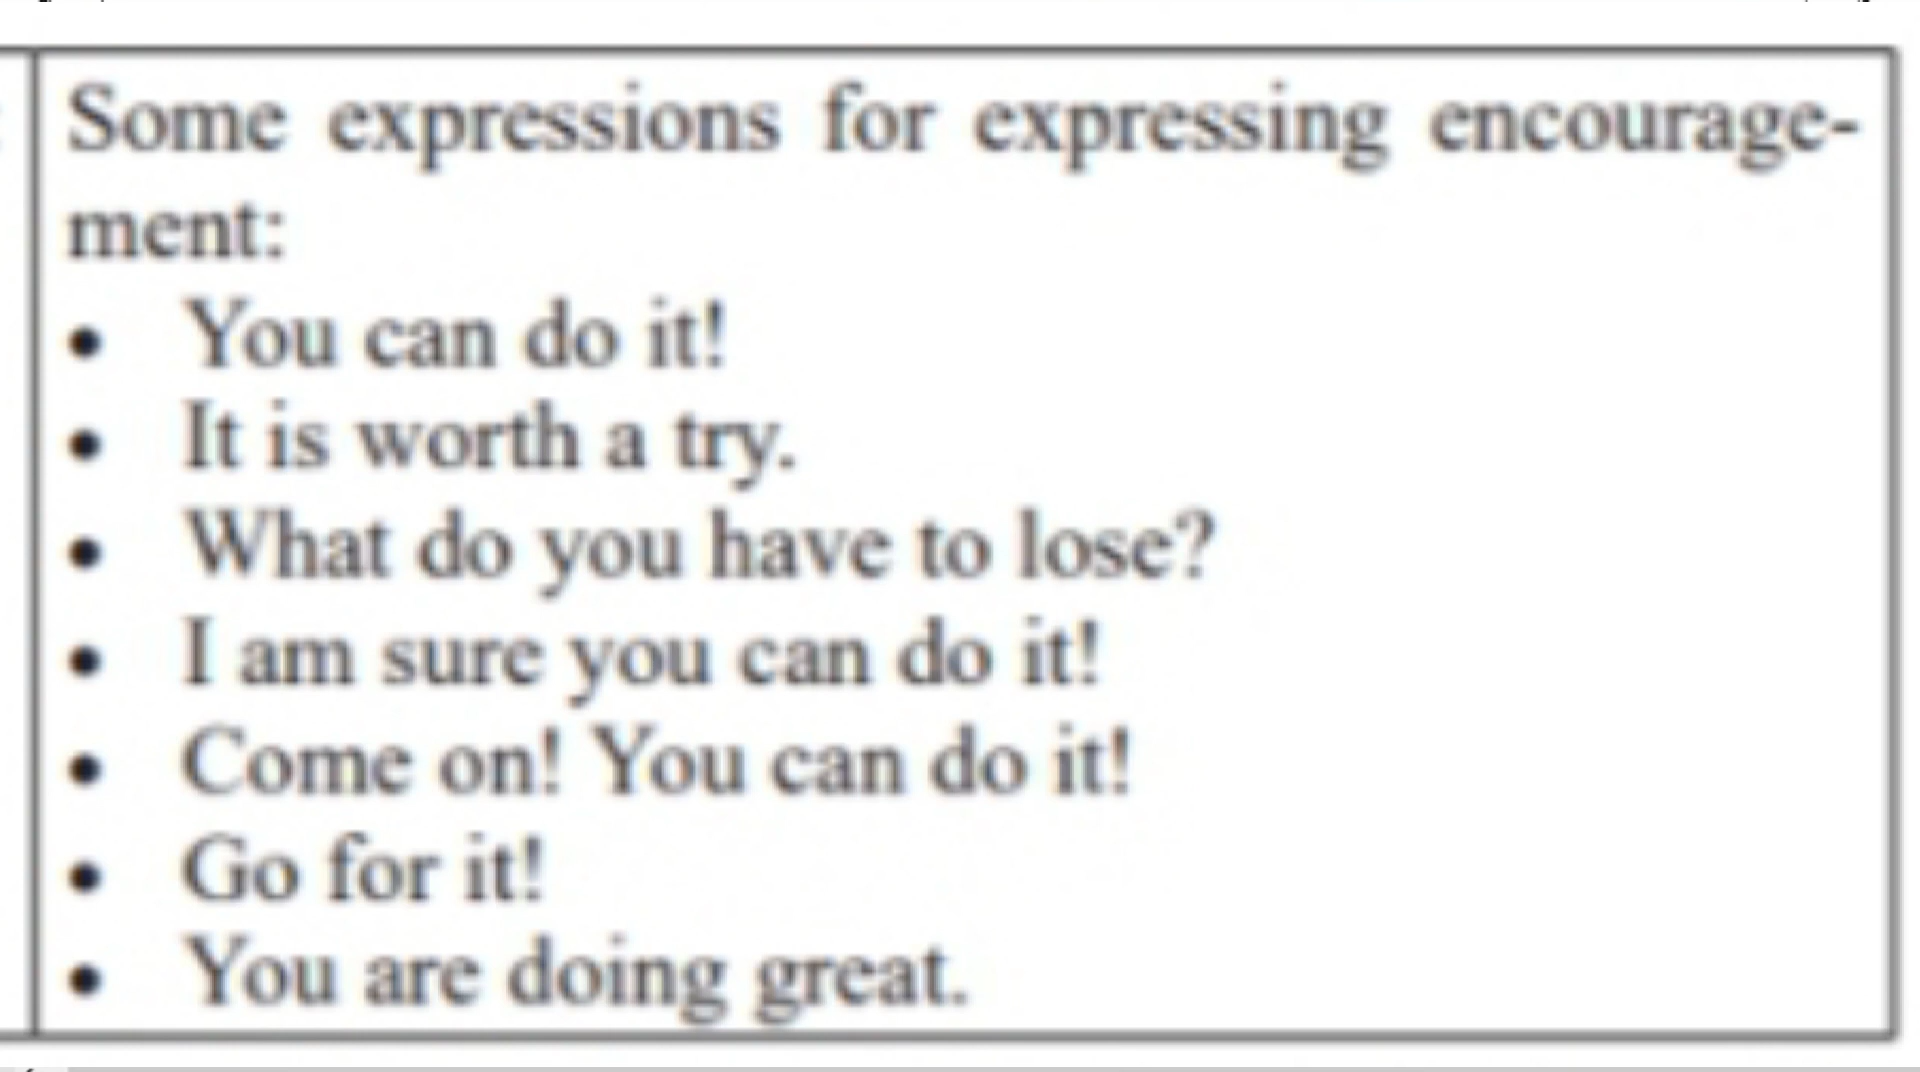 Some expressions for expressing encourage-
ment:
• You can do it!
• It is worth a try.
• What do you have to lose?
• I am sure you can do it!
• Come on! You can do it!
• Go for it!
• You are doing great.